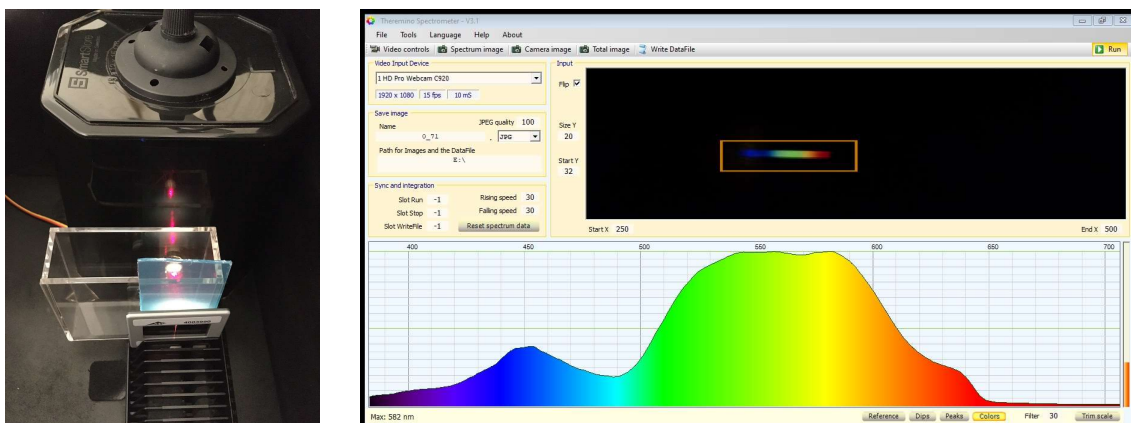 SmartStore
Theremino Spectrometer - V3.1
File Tools Language Help About
Video controls Spectrum image Camera image Total image Write DataFile Run
Video Input Device
1 HD Pro Webcam C920
1920 x 1080 15 fps 10 mS
Save image
Name JPEG quality 100
0_71 . JPG
Path for Images and the DataFile
E:\
Sync and integration
Slot Run -1 Rising speed 30
Slot Stop -1 Falling speed 30
Slot WriteFile -1 Reset spectrum data
Input
Flip
Size Y
20
Start Y
32
Start X 250 End X 500
400 450 500 550 600 650 700
Max: 582 nm Reference Dips Peaks Colors Filter 30 Trim scale